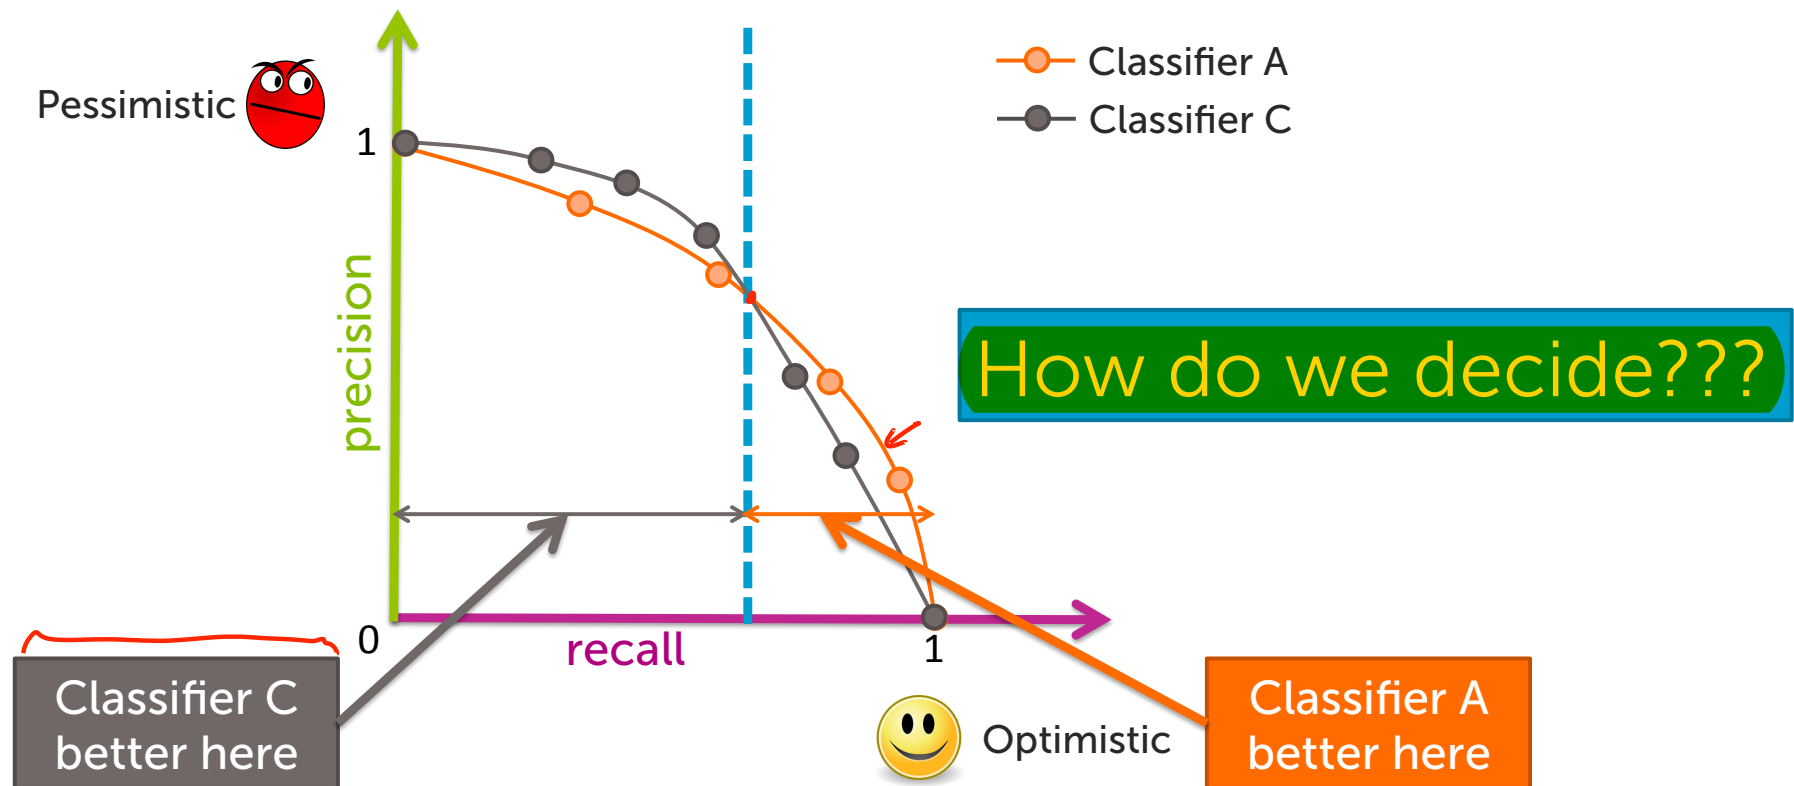 Classifier A
Pessimistic
Classifier C
1
precision
How do we decide???
0
recall
1
Classifier C
better here
Optimistic
Classifier A
better here